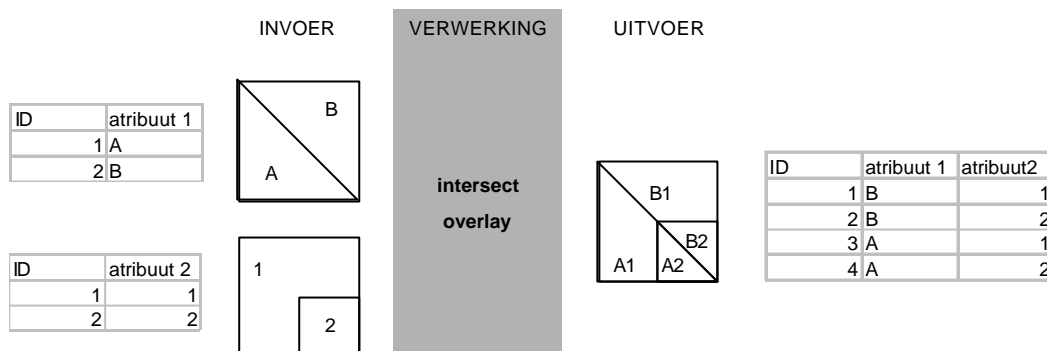 INVOER VERWERKING UITVOER
ID atribuut 1
1 A
2 B
B
A
intersect
overlay
ID atribuut 2
1 1
2 2
1
2
B1
B2
A1 A2
ID atribuut 1 atribuut2
1 B 1
2 B 2
3 A 1
4 A 2